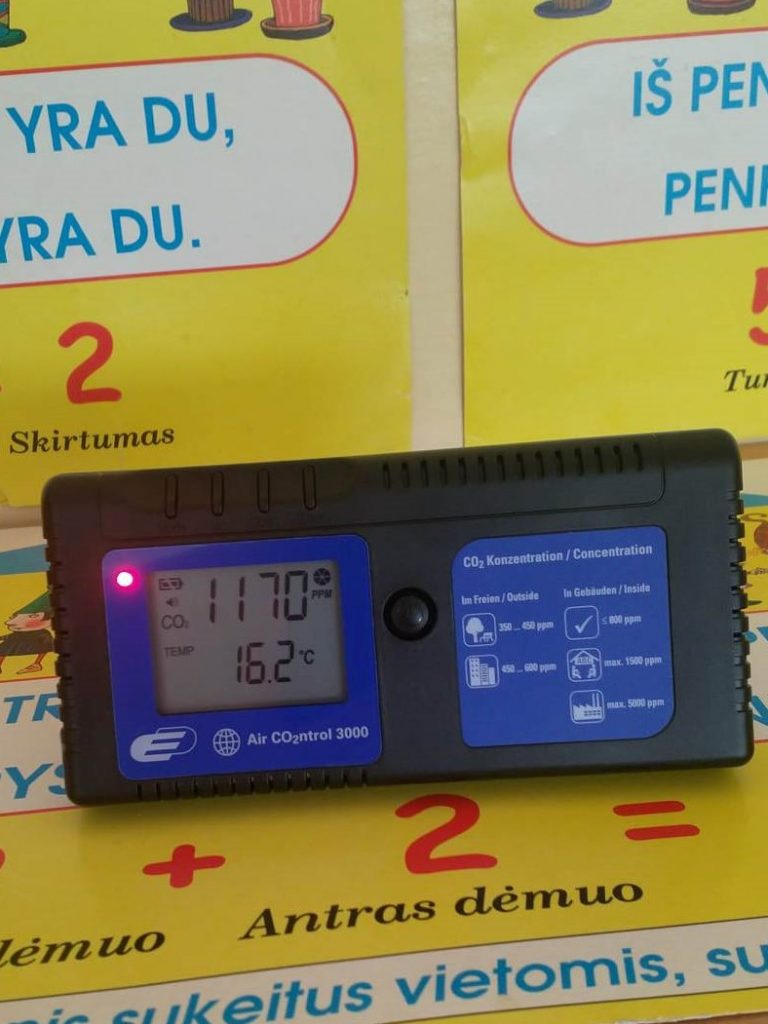 YRA DU,
YRA DU.
2
Skirtumas
IŠ PEN
PENK
5
CO₂ Konzentration / Concentration
Im Freien / Outside
In Gebäuden / Inside
350 ... 450 ppm
≤ 800 ppm
450 ... 600 ppm
ABC
max. 1500 ppm
max. 5000 ppm
1170
PPM
CO₂
TEMP
16.2 °C
E
Air CO₂ntrol 3000
+ 2 =
Antras dėmuo
sukeitus vietomis, su